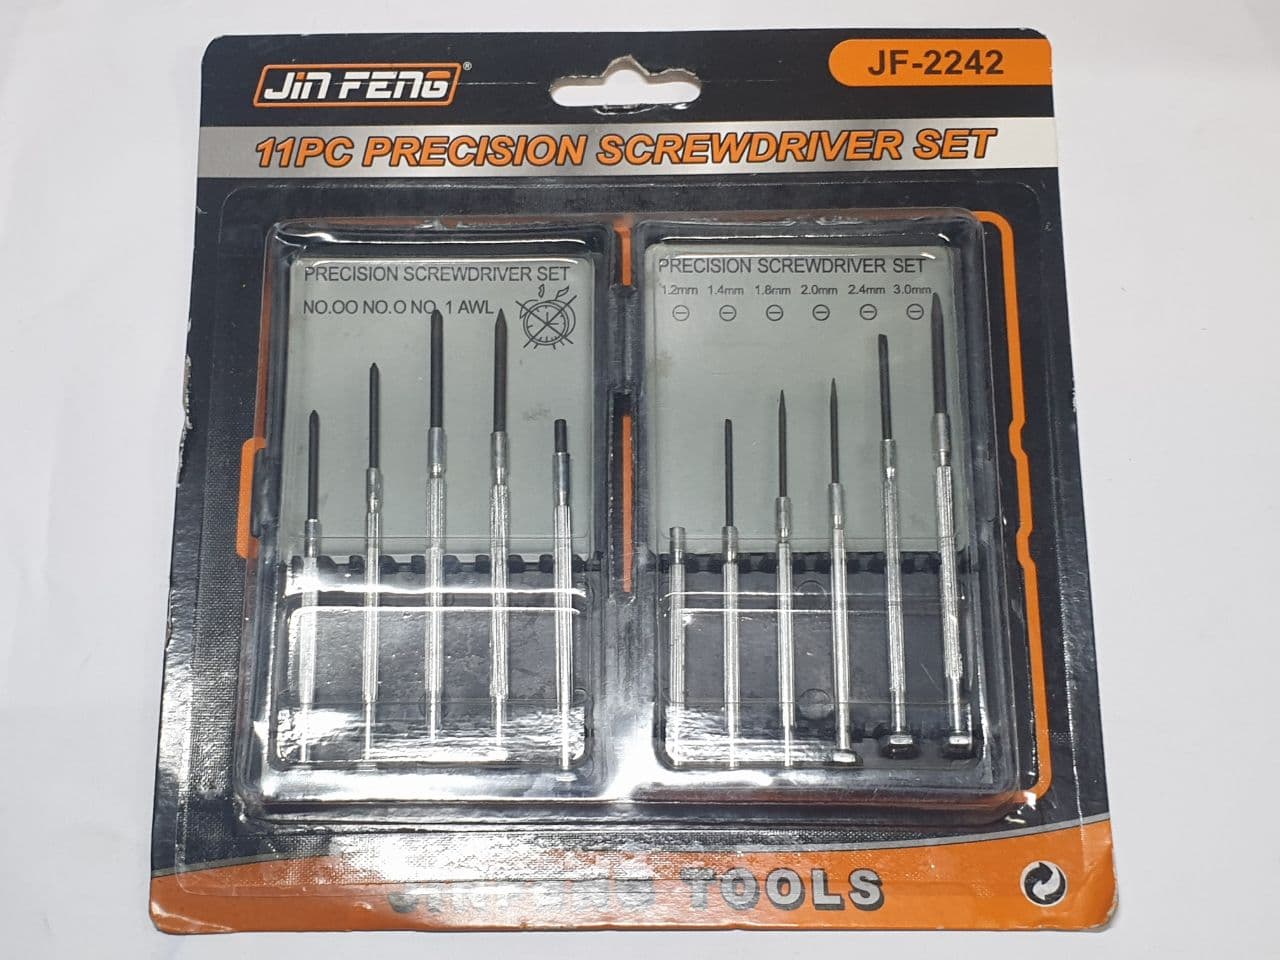 JIN FENG®
JF-2242
11PC PRECISION SCREWDRIVER SET
PRECISION SCREWDRIVER SET
NO.OO NO.O NO. 1 AWL
PRECISION SCREWDRIVER SET
1.2mm 1.4mm 1.8mm 2.0mm 2.4mm 3.0mm
JINFENG TOOLS